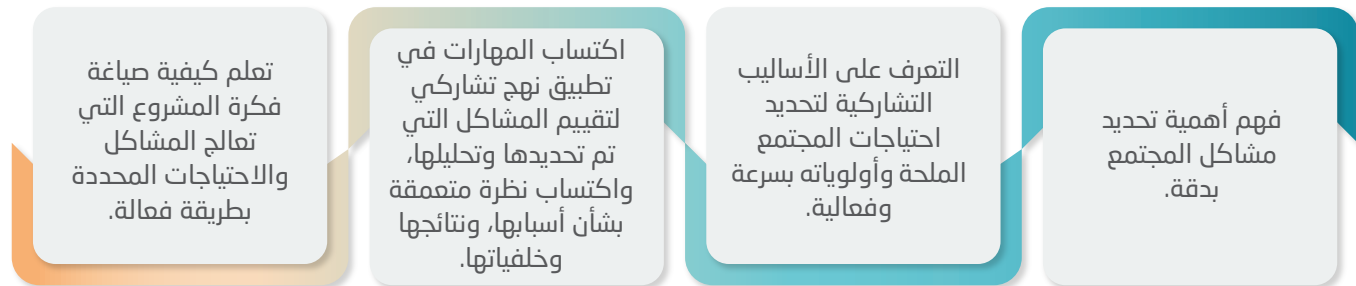 فهم أهمية تحديد
مشاكل المجتمع
بدقة.
التعرف على الأساليب
التشاركية لتحديد
احتياجات المجتمع
الملحة وأولوياته بسرعة
وفعالية.
اكتساب المهارات في
تطبيق نهج تشاركي
لتقييم المشاكل التي
تم تحديدها وتحليلها،
واكتساب نظرة متعمقة
بشأن أسبابها، ونتائجها
وخلفياتها.
تعلم كيفية صياغة
فكرة المشروع التي
تعالج المشاكل
والاحتياجات المحددة
بطريقة فعالة.